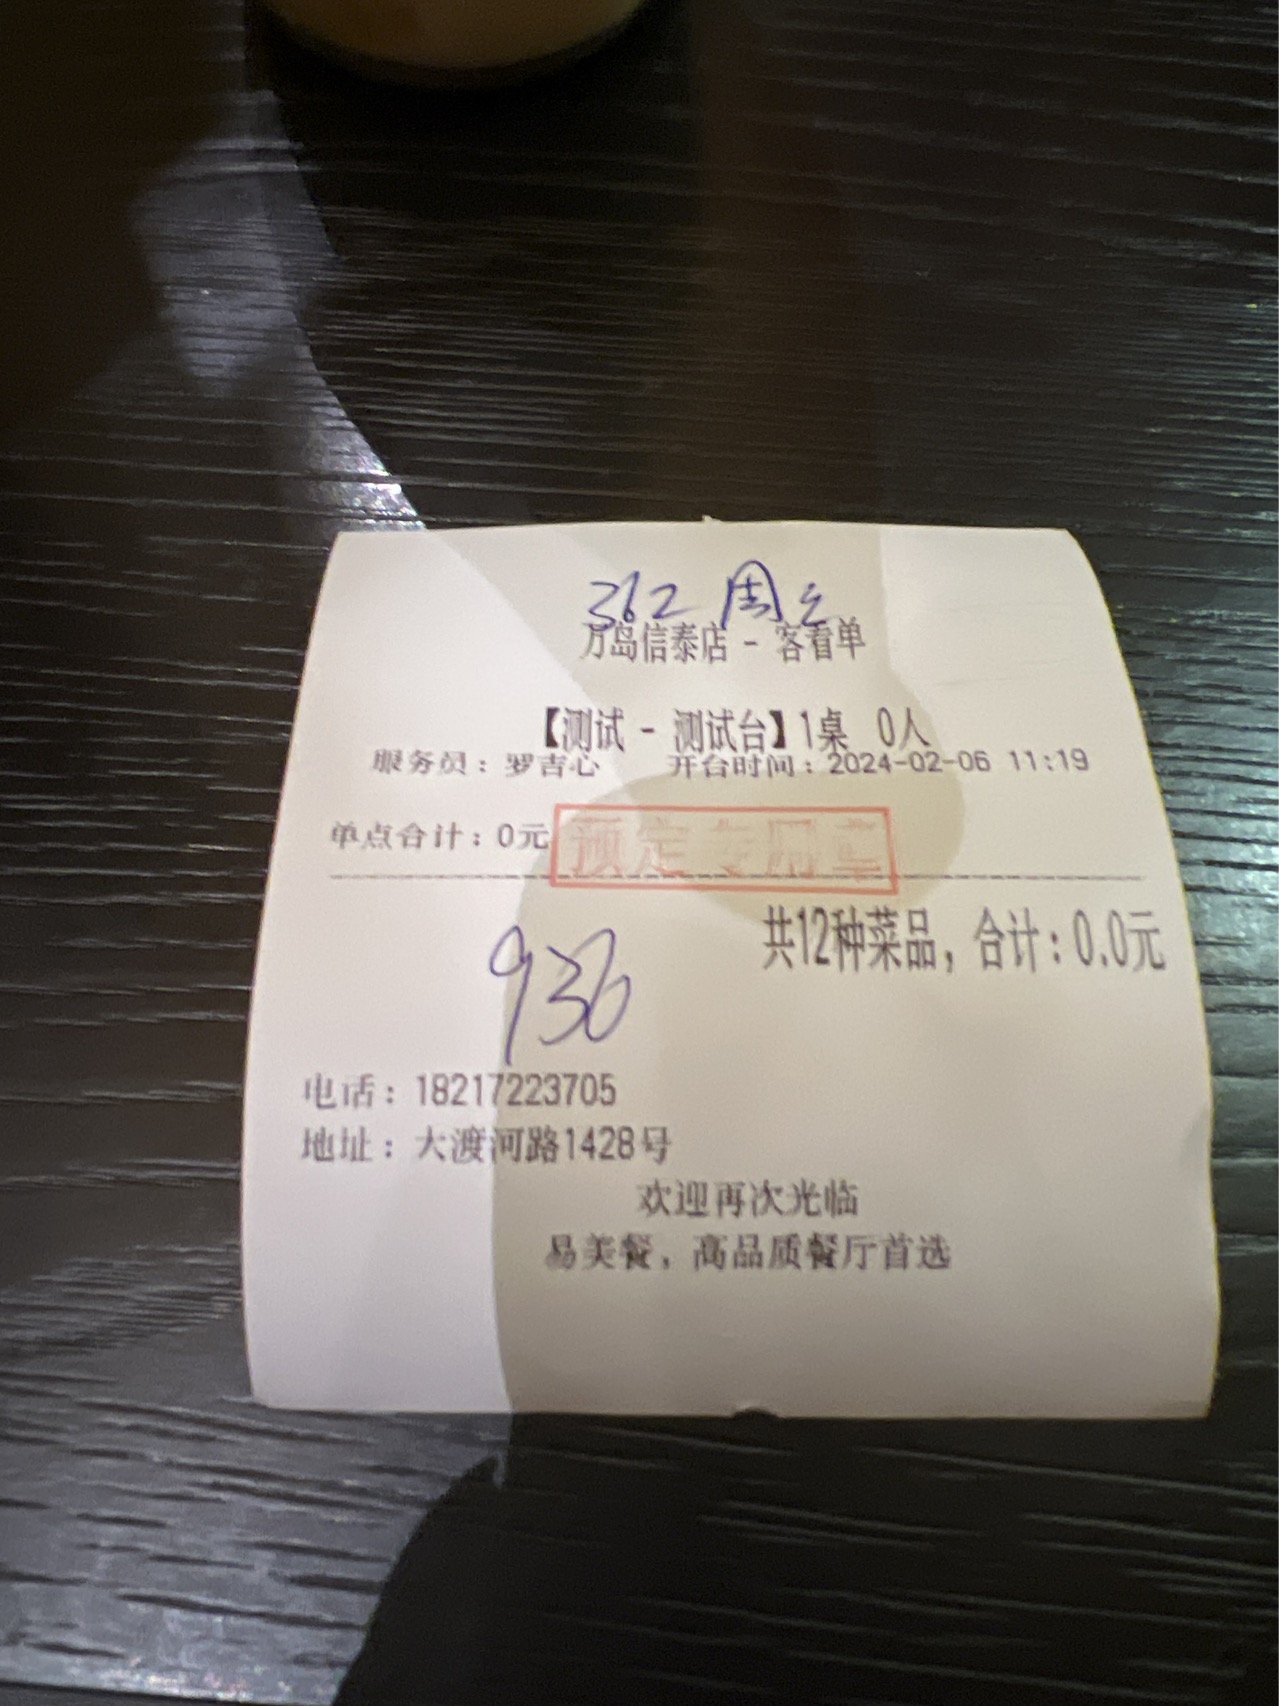 362 周
万岛信泰店 - 客看单
【测试 - 测试台】1桌 0人
服务员：罗吉心 开台时间：2024-02-06 11:19
单点合计：0元 预定专用章
共12种菜品，合计：0.0元
936
电话：18217223705
地址：大渡河路1428号
欢迎再次光临
易美餐，高品质餐厅首选